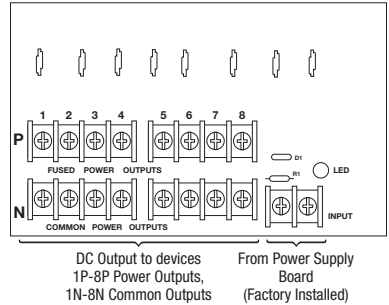 1 2 3 4 5 6 7 8
P
D1
FUSED POWER OUTPUTS
LED
R1
N
INPUT
COMMON POWER OUTPUTS
DC Output to devices
1P-8P Power Outputs,
1N-8N Common Outputs
From Power Supply
Board
(Factory Installed)